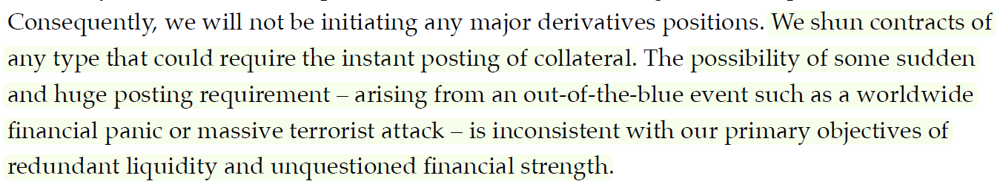 Consequently, we will not be initiating any major derivatives positions. We shun contracts of
any type that could require the instant posting of collateral. The possibility of some sudden
and huge posting requirement – arising from an out-of-the-blue event such as a worldwide
financial panic or massive terrorist attack – is inconsistent with our primary objectives of
redundant liquidity and unquestioned financial strength.